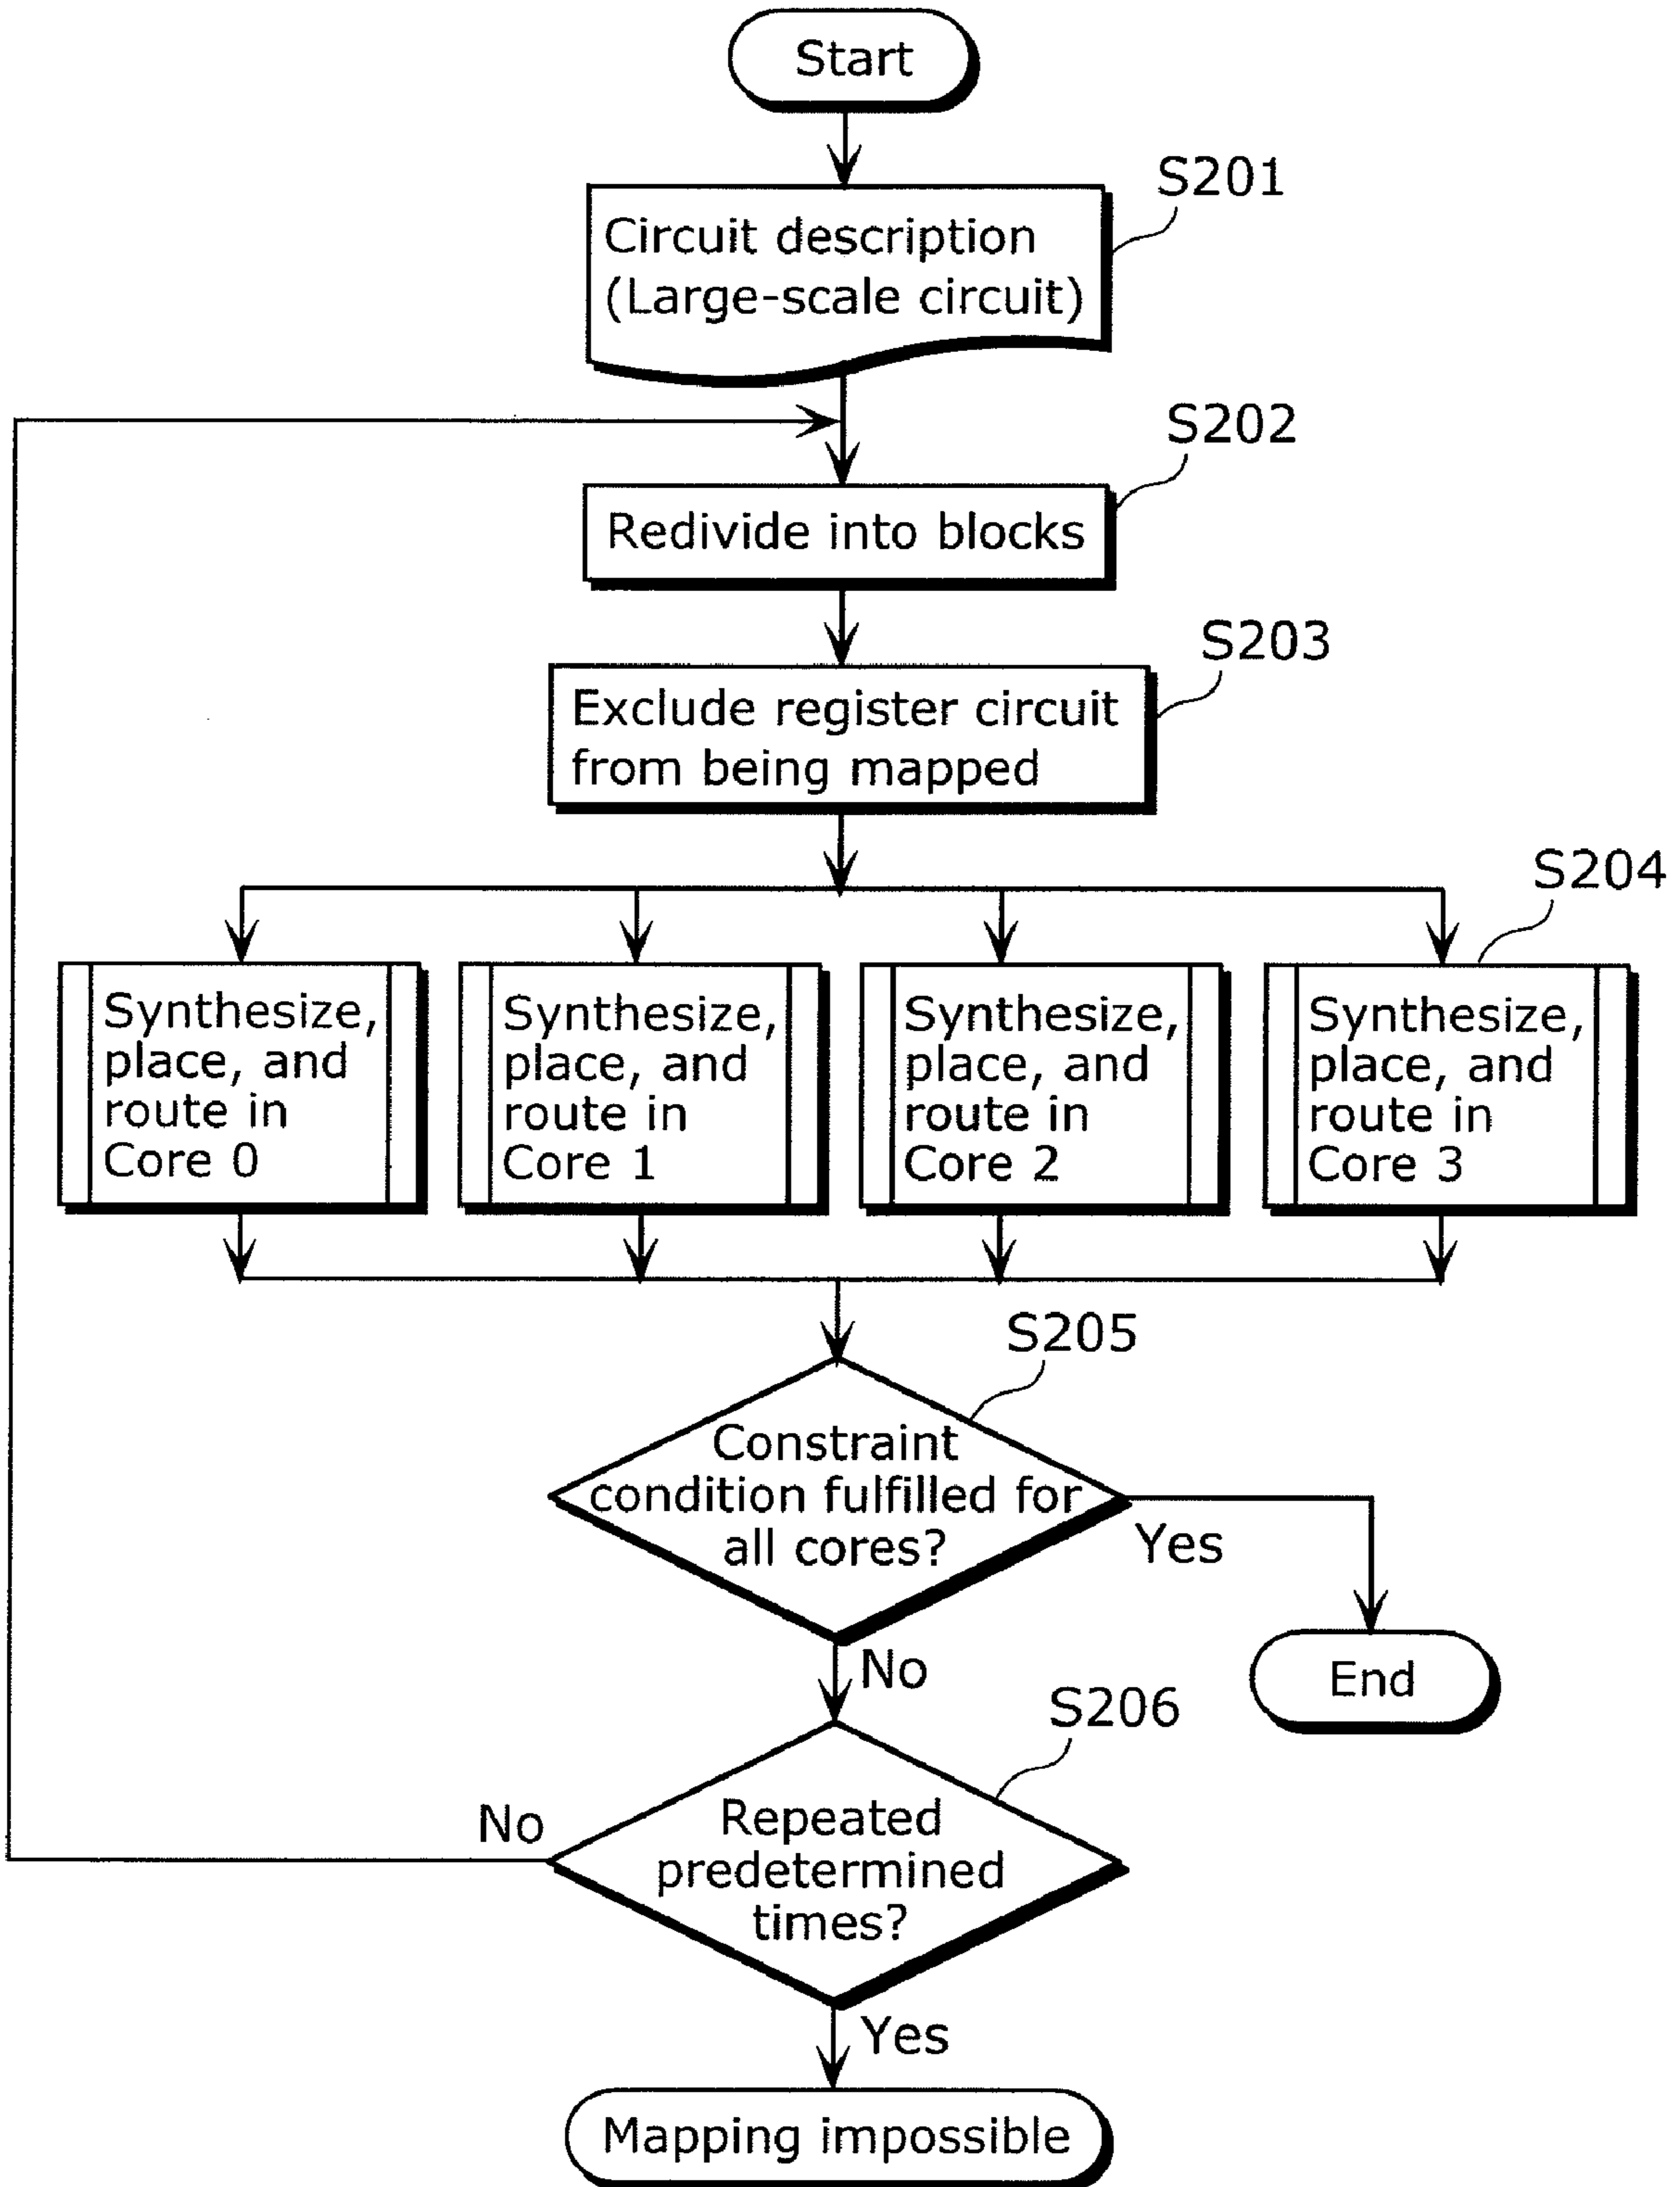 Start
S201
Circuit description
(Large-scale circuit)
S202
Redivide into blocks
S203
Exclude register circuit
from being mapped
S204
Synthesize,
place, and
route in
Core 0
Synthesize,
place, and
route in
Core 1
Synthesize,
place, and
route in
Core 2
Synthesize,
place, and
route in
Core 3
S205
Constraint
condition fulfilled for
all cores?
Yes
No
End
S206
No
Repeated
predetermined
times?
Yes
Mapping impossible